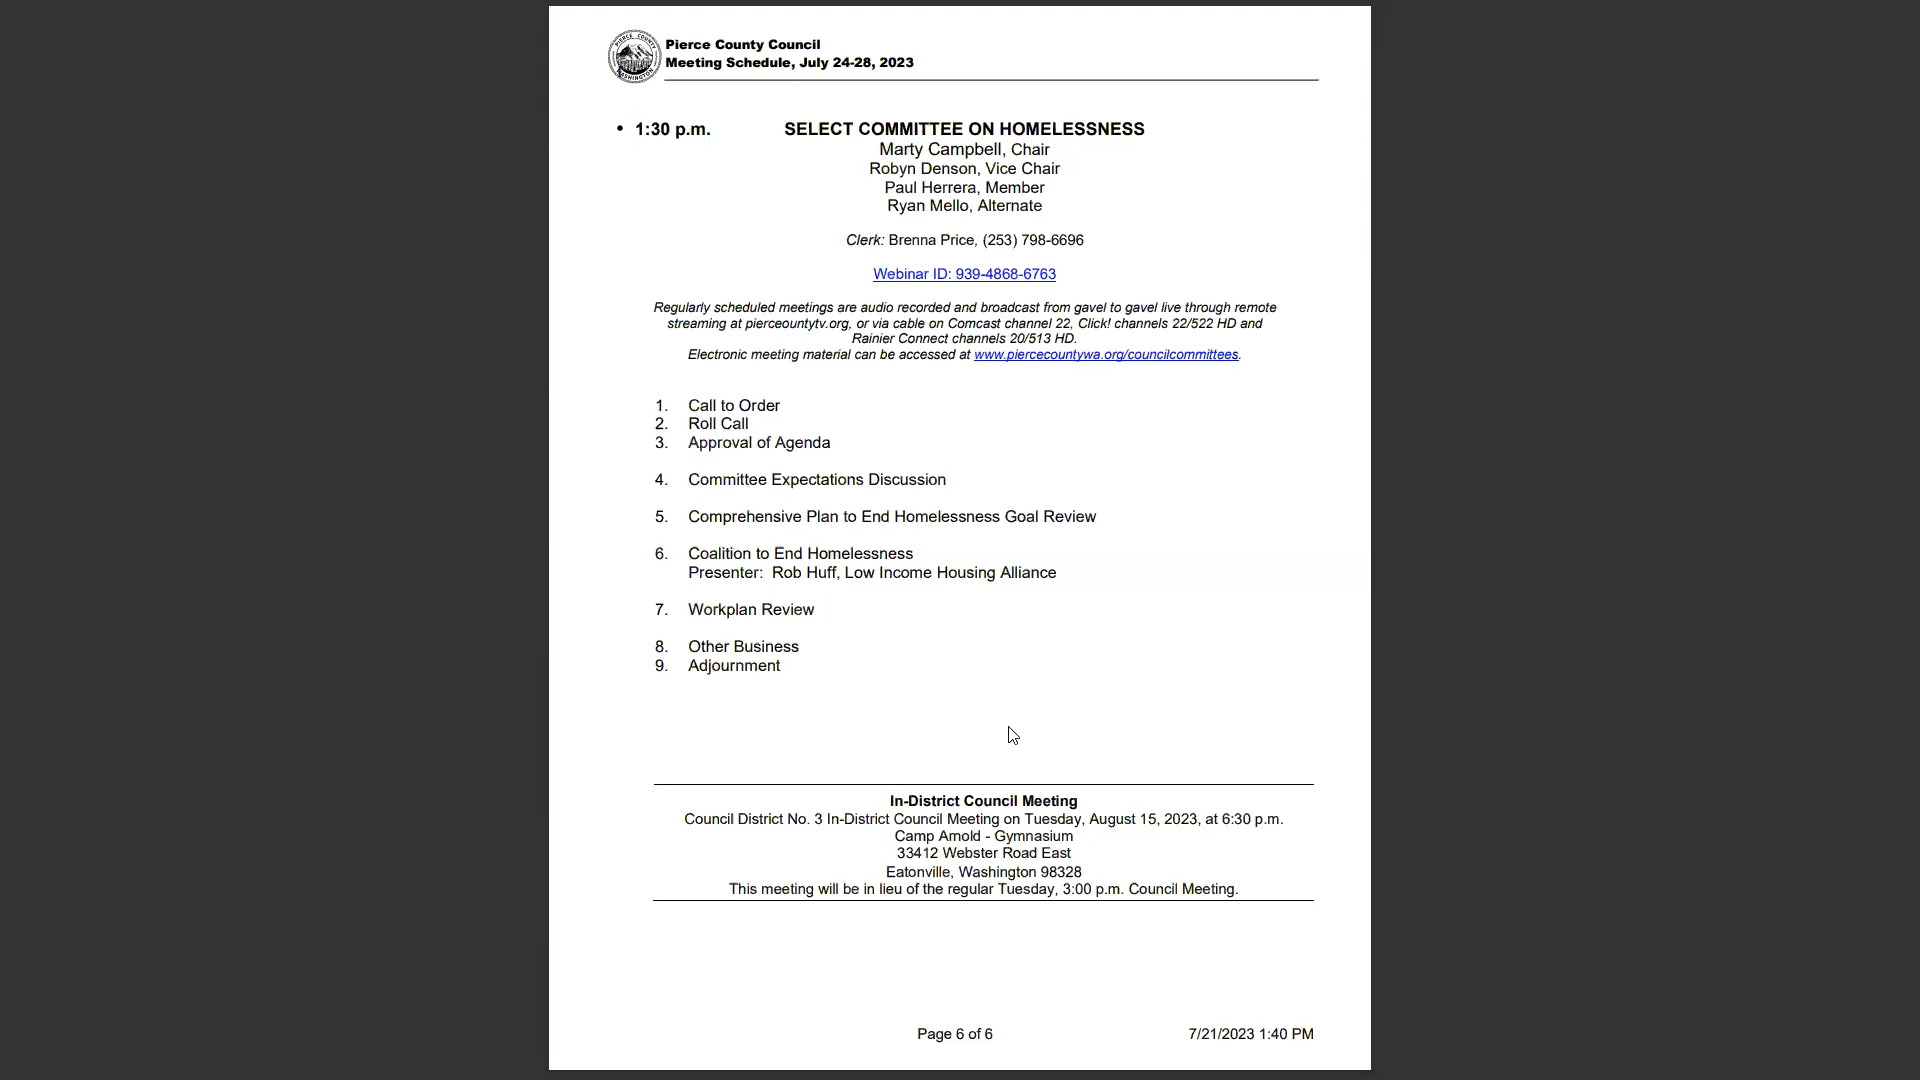 PIERCE COUNTY
WASHINGTON
Pierce County Council
Meeting Schedule, July 24-28, 2023
• 1:30 p.m. SELECT COMMITTEE ON HOMELESSNESS
Marty Campbell, Chair
Robyn Denson, Vice Chair
Paul Herrera, Member
Ryan Mello, Alternate
Clerk: Brenna Price, (253) 798-6696
Webinar ID: 939-4868-6763
Regularly scheduled meetings are audio recorded and broadcast from gavel to gavel live through remote
streaming at pierceountytv.org, or via cable on Comcast channel 22, Click! channels 22/522 HD and
Rainier Connect channels 20/513 HD.
Electronic meeting material can be accessed at www.piercecountywa.org/councilcommittees.
1. Call to Order
2. Roll Call
3. Approval of Agenda
4. Committee Expectations Discussion
5. Comprehensive Plan to End Homelessness Goal Review
6. Coalition to End Homelessness
Presenter: Rob Huff, Low Income Housing Alliance
7. Workplan Review
8. Other Business
9. Adjournment
In-District Council Meeting
Council District No. 3 In-District Council Meeting on Tuesday, August 15, 2023, at 6:30 p.m.
Camp Arnold - Gymnasium
33412 Webster Road East
Eatonville, Washington 98328
This meeting will be in lieu of the regular Tuesday, 3:00 p.m. Council Meeting.
Page 6 of 6 7/21/2023 1:40 PM